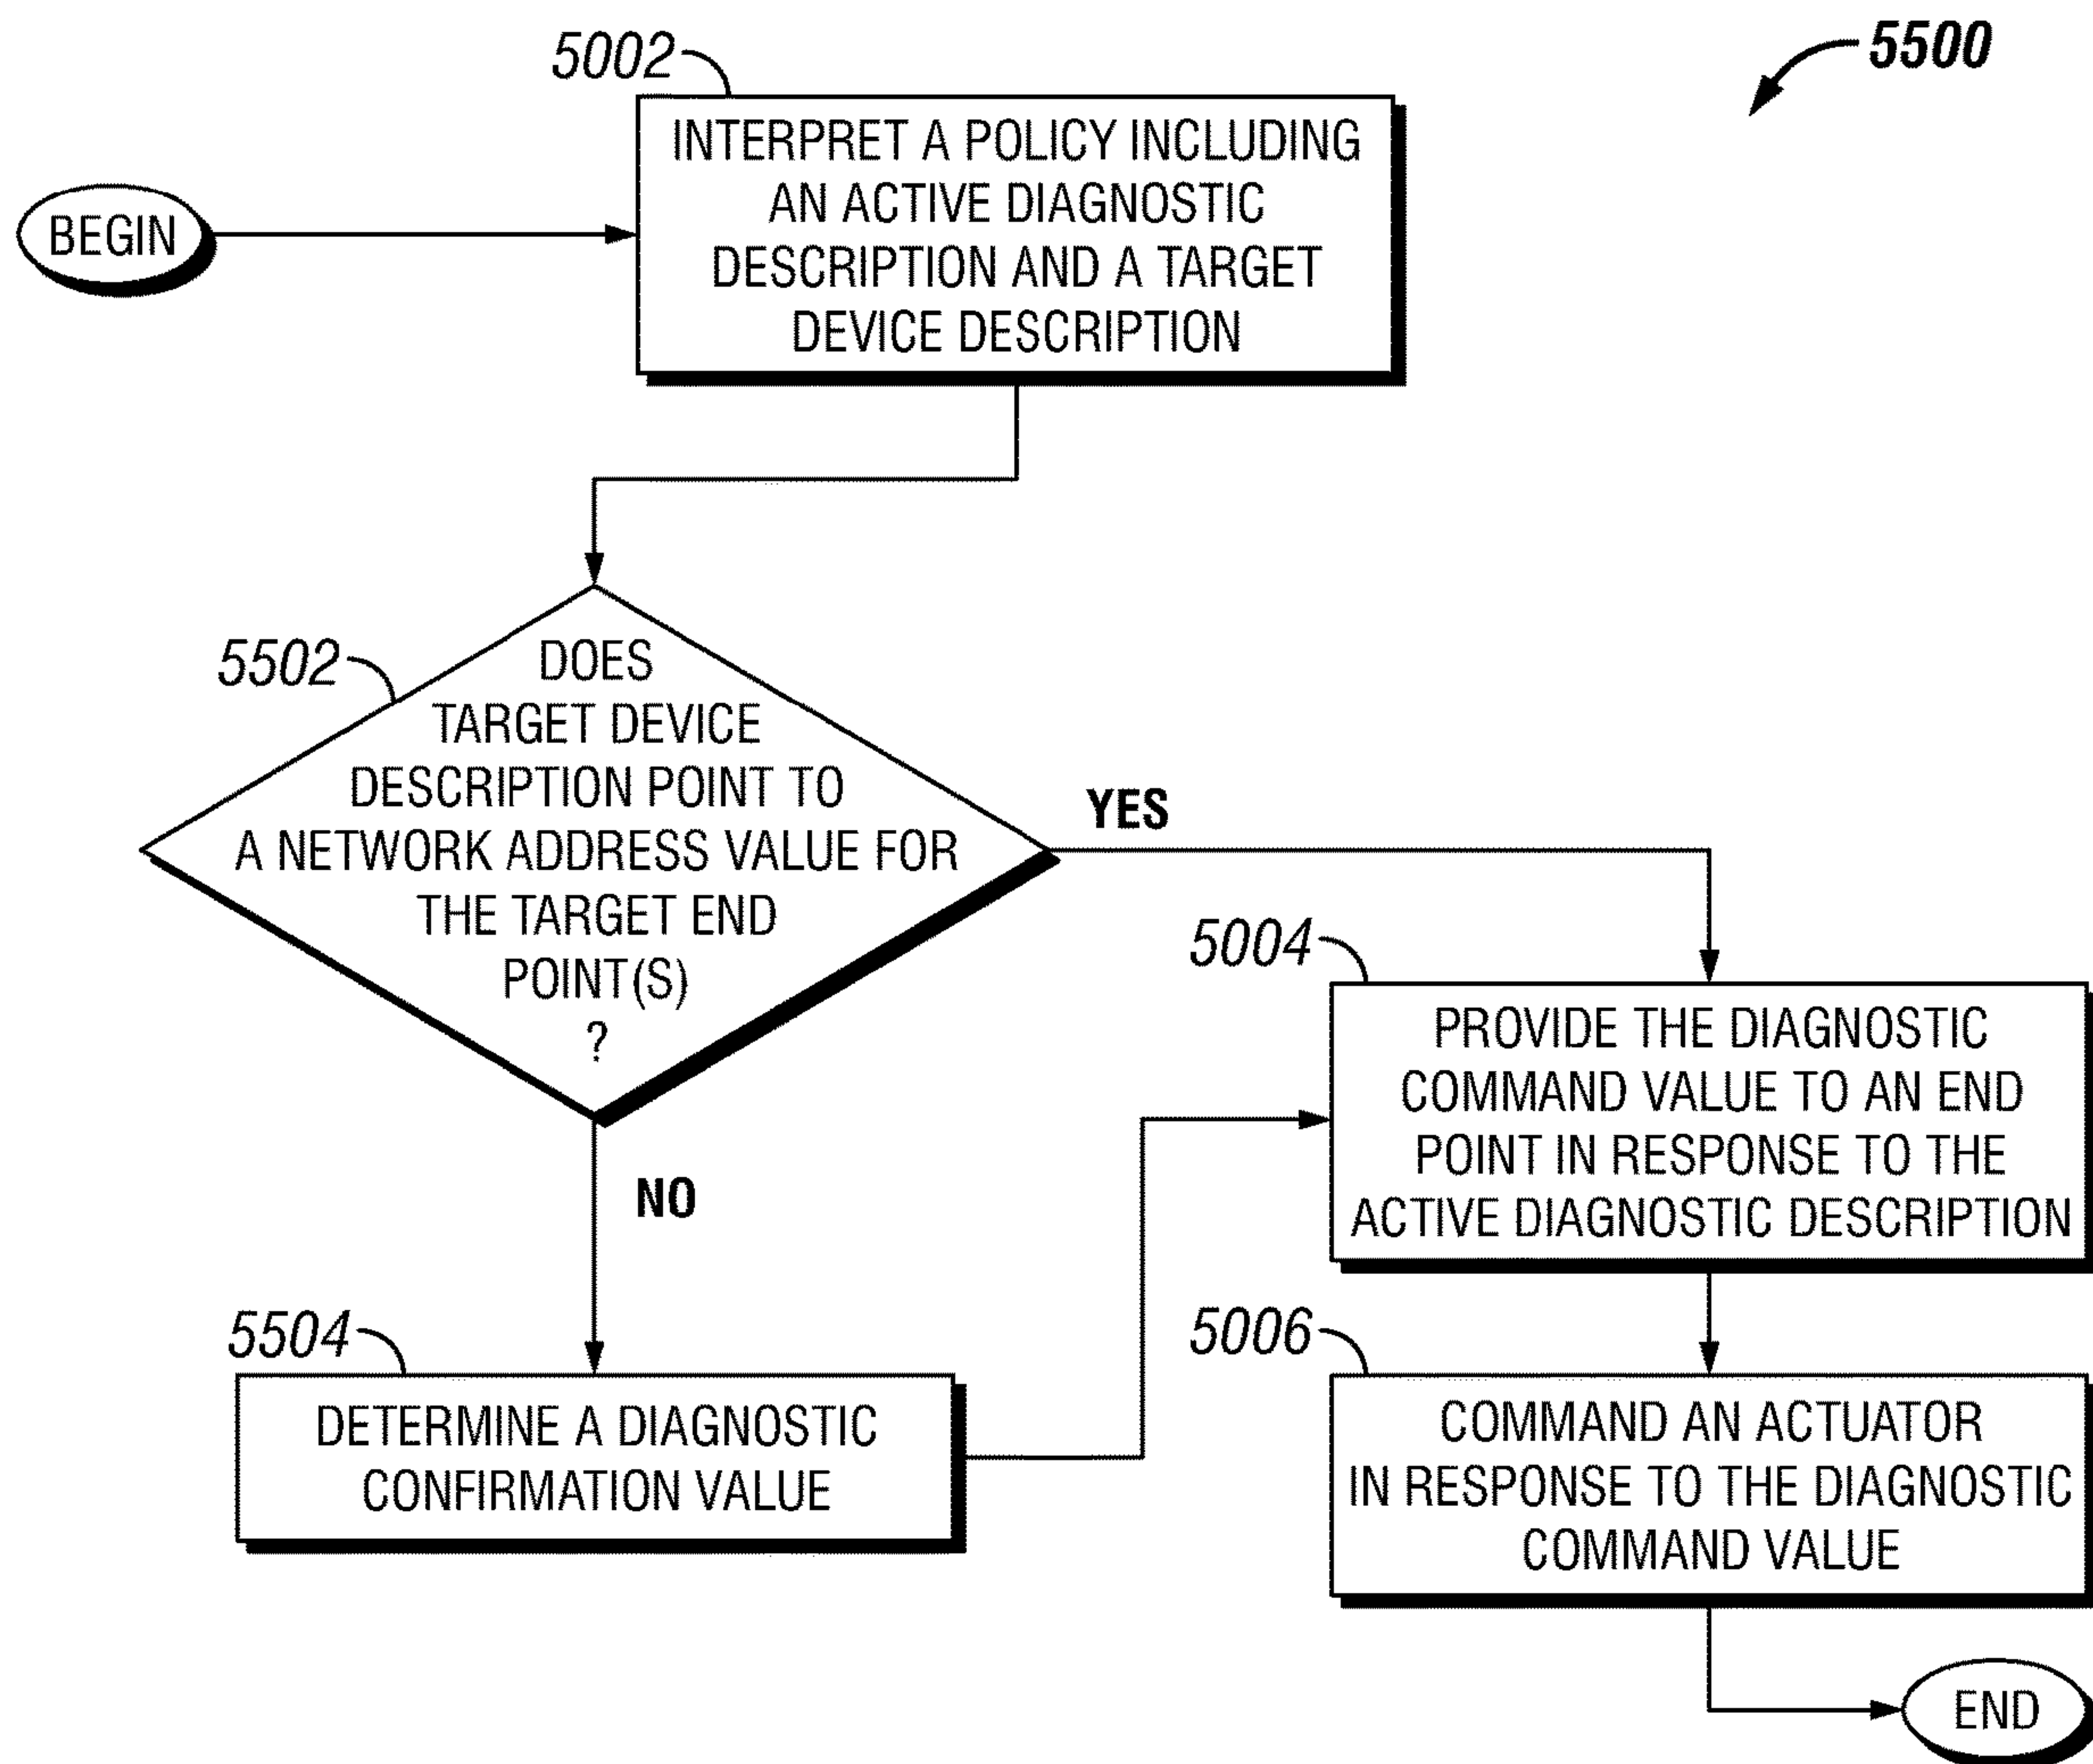 5500
5002
INTERPRET A POLICY INCLUDING
AN ACTIVE DIAGNOSTIC
DESCRIPTION AND A TARGET
DEVICE DESCRIPTION
BEGIN
5502
DOES
TARGET DEVICE
DESCRIPTION POINT TO
A NETWORK ADDRESS VALUE FOR
THE TARGET END
POINT(S)
?
YES
NO
5504
DETERMINE A DIAGNOSTIC
CONFIRMATION VALUE
5004
PROVIDE THE DIAGNOSTIC
COMMAND VALUE TO AN END
POINT IN RESPONSE TO THE
ACTIVE DIAGNOSTIC DESCRIPTION
5006
COMMAND AN ACTUATOR
IN RESPONSE TO THE DIAGNOSTIC
COMMAND VALUE
END